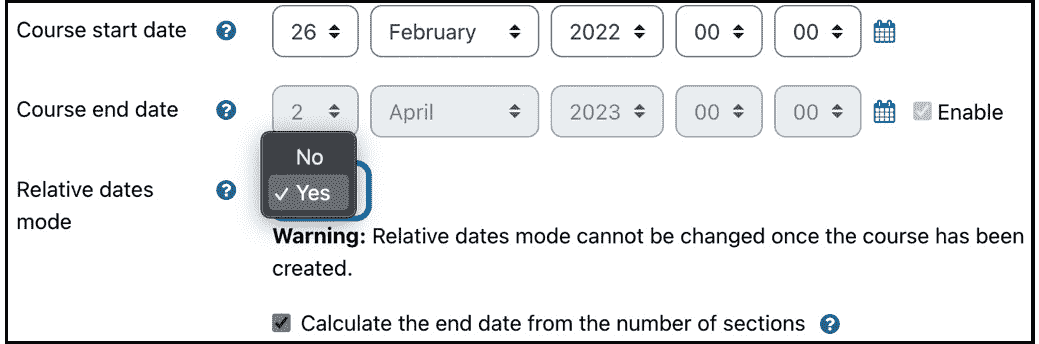 Course start date ? 26 February 2022 00 00
Course end date ? 2 April 2023 00 00 Enable
No
Yes
Relative dates ?
mode
Warning: Relative dates mode cannot be changed once the course has been
created.
Calculate the end date from the number of sections ?